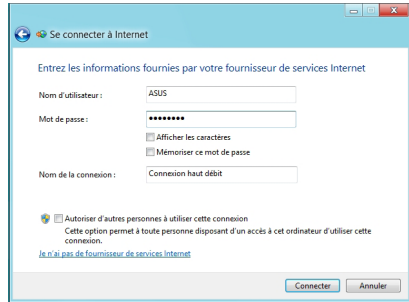 Se connecter à Internet
Entrez les informations fournies par votre fournisseur de services Internet
Nom d'utilisateur :
ASUS
Mot de passe :
••••••••
Afficher les caractères
Mémoriser ce mot de passe
Nom de la connexion :
Connexion haut débit
Autoriser d'autres personnes à utiliser cette connexion
Cette option permet à toute personne disposant d'un accès à cet ordinateur d'utiliser cette
connexion.
Je n'ai pas de fournisseur de services Internet
Connecter
Annuler